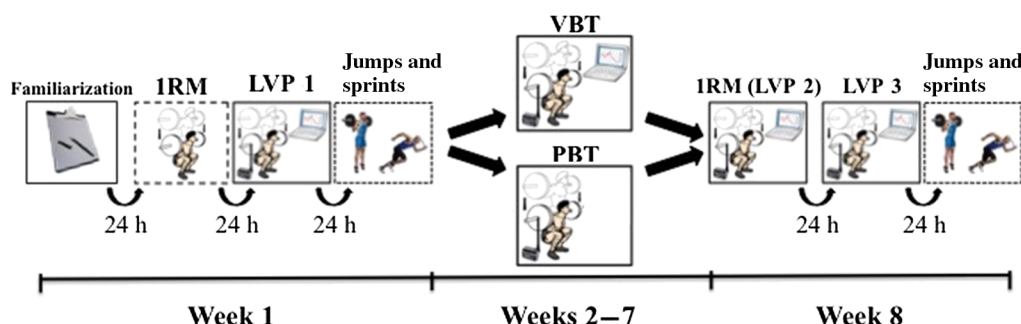 Familiarization
1RM
LVP 1
Jumps and
sprints
VBT
PBT
1RM (LVP 2)
LVP 3
Jumps and
sprints
24 h
24 h
24 h
24 h
24 h
Week 1
Weeks 2–7
Week 8